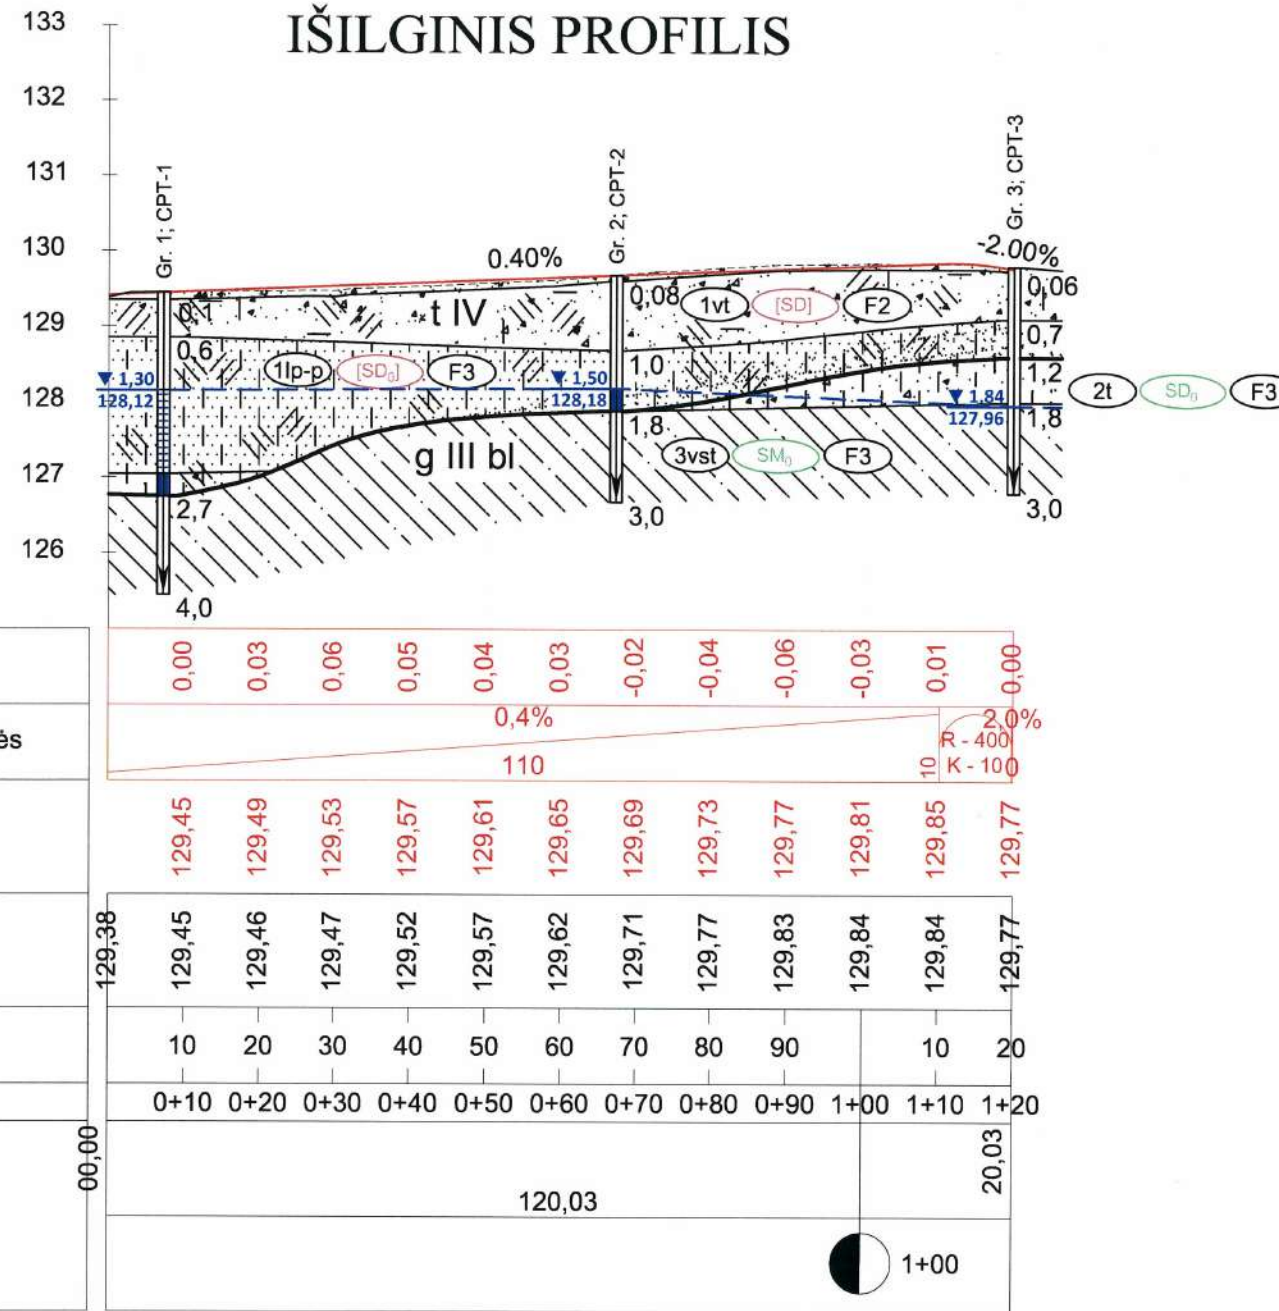 IŠILGINIS PROFILIS
133
132
131
130
129
128
127
126
Gr. 1; CPT-1
Gr. 2; CPT-2
Gr. 3; CPT-3
0.40%
-2.00%
0,1
0,08
0,06
t IV
1vt
[SD]
F2
0,6
1,0
0,7
1lp-p
[SD₀]
F3
1,2
1,30
128,12
1,50
128,18
1,84
127,96
1,8
1,8
2t
SD₀
F3
g III bl
3vst
SM₀
F3
2,7
3,0
3,0
4,0
0,00 0,03 0,06 0,05 0,04 0,03 -0,02 -0,04 -0,06 -0,03 0,01 0,00
ės
0,4%
110
10
2,0%
R - 400
K - 100
129,45 129,49 129,53 129,57 129,61 129,65 129,69 129,73 129,77 129,81 129,85 129,77
129,38 129,45 129,46 129,47 129,52 129,57 129,62 129,71 129,77 129,83 129,84 129,84 129,77
10 20 30 40 50 60 70 80 90 10 20
0+10 0+20 0+30 0+40 0+50 0+60 0+70 0+80 0+90 1+00 1+10 1+20
00,00
20,03
120,03
1+00